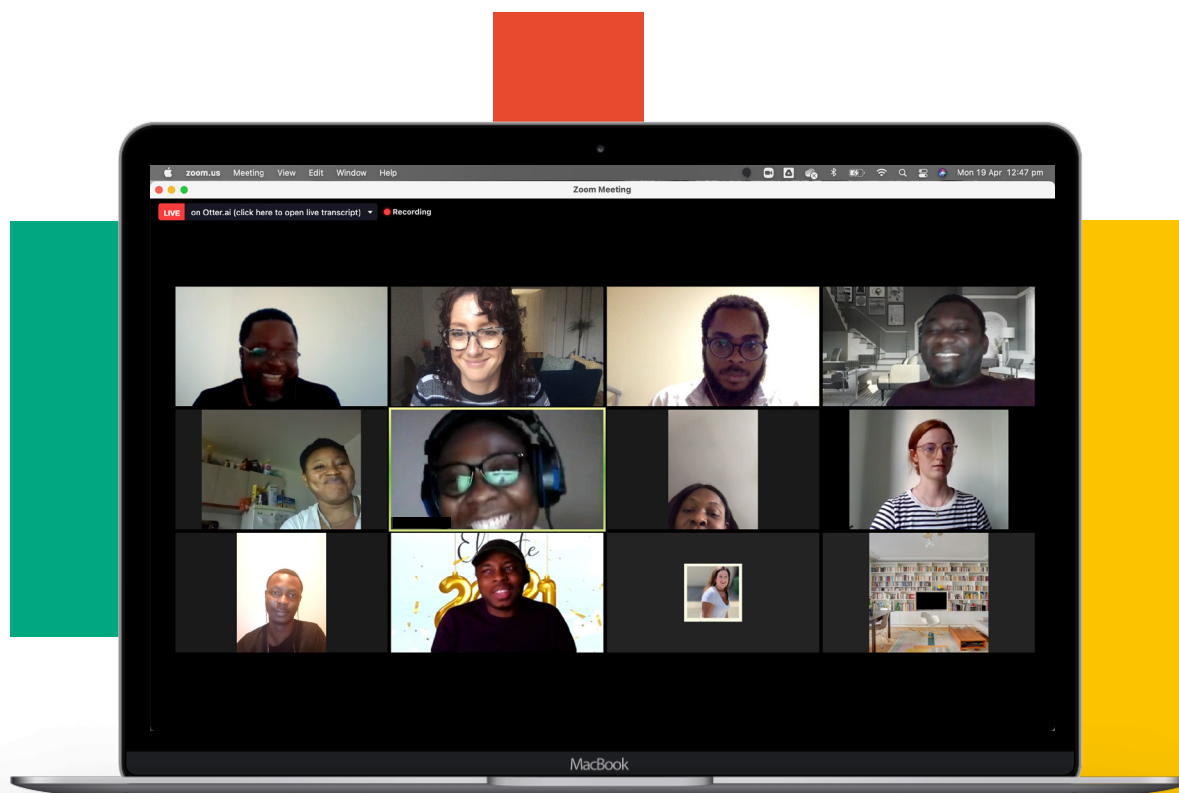 zoom.us Meeting View Edit Window Help Mon 19 Apr 12:47 pm
Zoom Meeting
LIVE on Otter.ai (click here to open live transcript) Recording
2021
MacBook